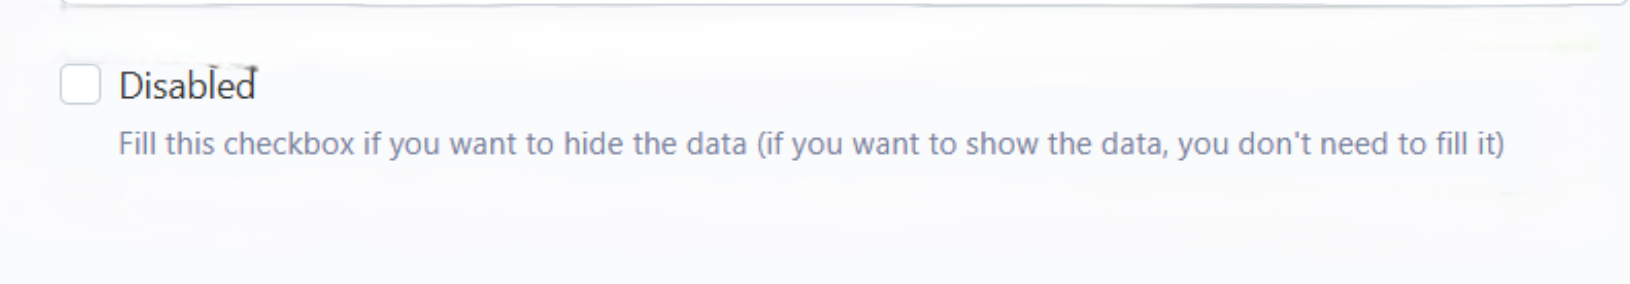 Disabled
Fill this checkbox if you want to hide the data (if you want to show the data, you don't need to fill it)